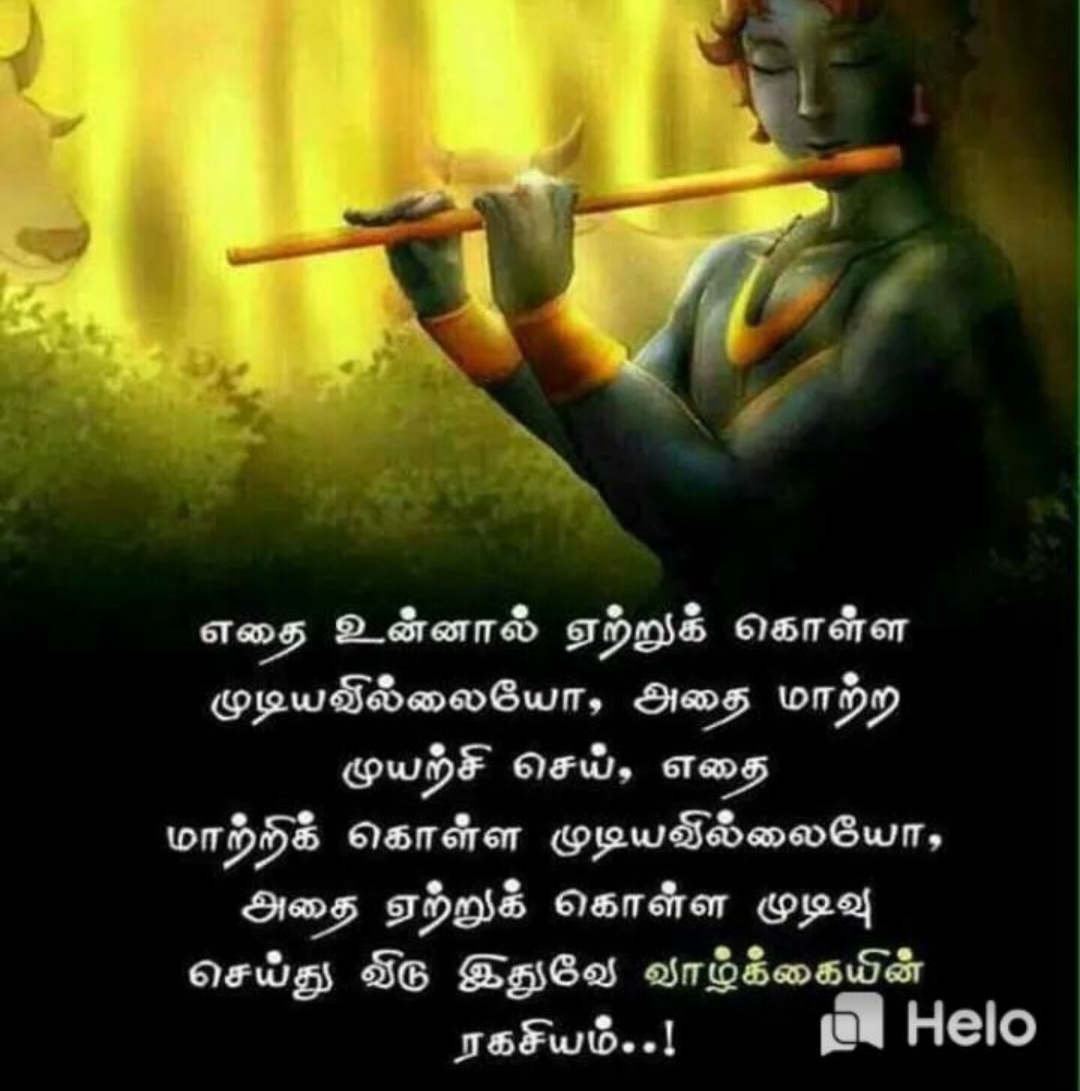 எதை உன்னால் ஏற்றுக் கொள்ள
முடியவில்லையோ, அதை மாற்ற
முயற்சி செய், எதை
மாற்றிக் கொள்ள முடியவில்லையோ,
அதை ஏற்றுக் கொள்ள முடிவு
செய்து விடு இதுவே வாழ்க்கையின்
ரகசியம்..!
Helo